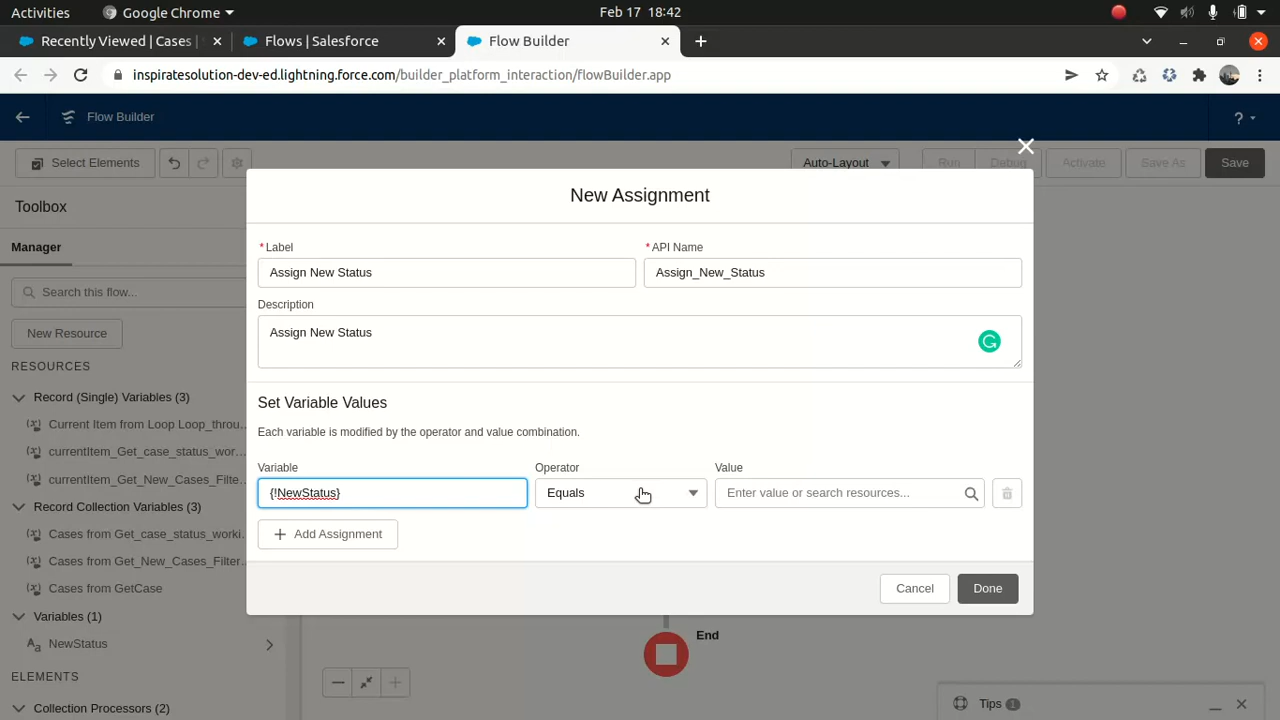 Activities
Google Chrome
Feb 17 18:42
Recently Viewed | Cases |
Flows | Salesforce
Flow Builder
inspiratesolution-dev-ed.lightning.force.com/builder_platform_interaction/flowBuilder.app
Flow Builder
?
Select Elements
Auto-Layout
Run
Debug
Activate
Save As
Save
Toolbox
Manager
Search this flow...
New Resource
RESOURCES
Record (Single) Variables (3)
Current Item from Loop Loop_throu...
currentItem_Get_case_status_wor...
currentItem_Get_New_Cases_Filte...
Record Collection Variables (3)
Cases from Get_case_status_worki...
Cases from Get_New_Cases_Filter...
Cases from GetCase
Variables (1)
NewStatus
ELEMENTS
Collection Processors (2)
New Assignment
* Label
* API Name
Assign New Status
Assign_New_Status
Description
Assign New Status
Set Variable Values
Each variable is modified by the operator and value combination.
Variable
Operator
Value
{!NewStatus}
Equals
Enter value or search resources...
+ Add Assignment
Cancel
Done
End
Tips 1